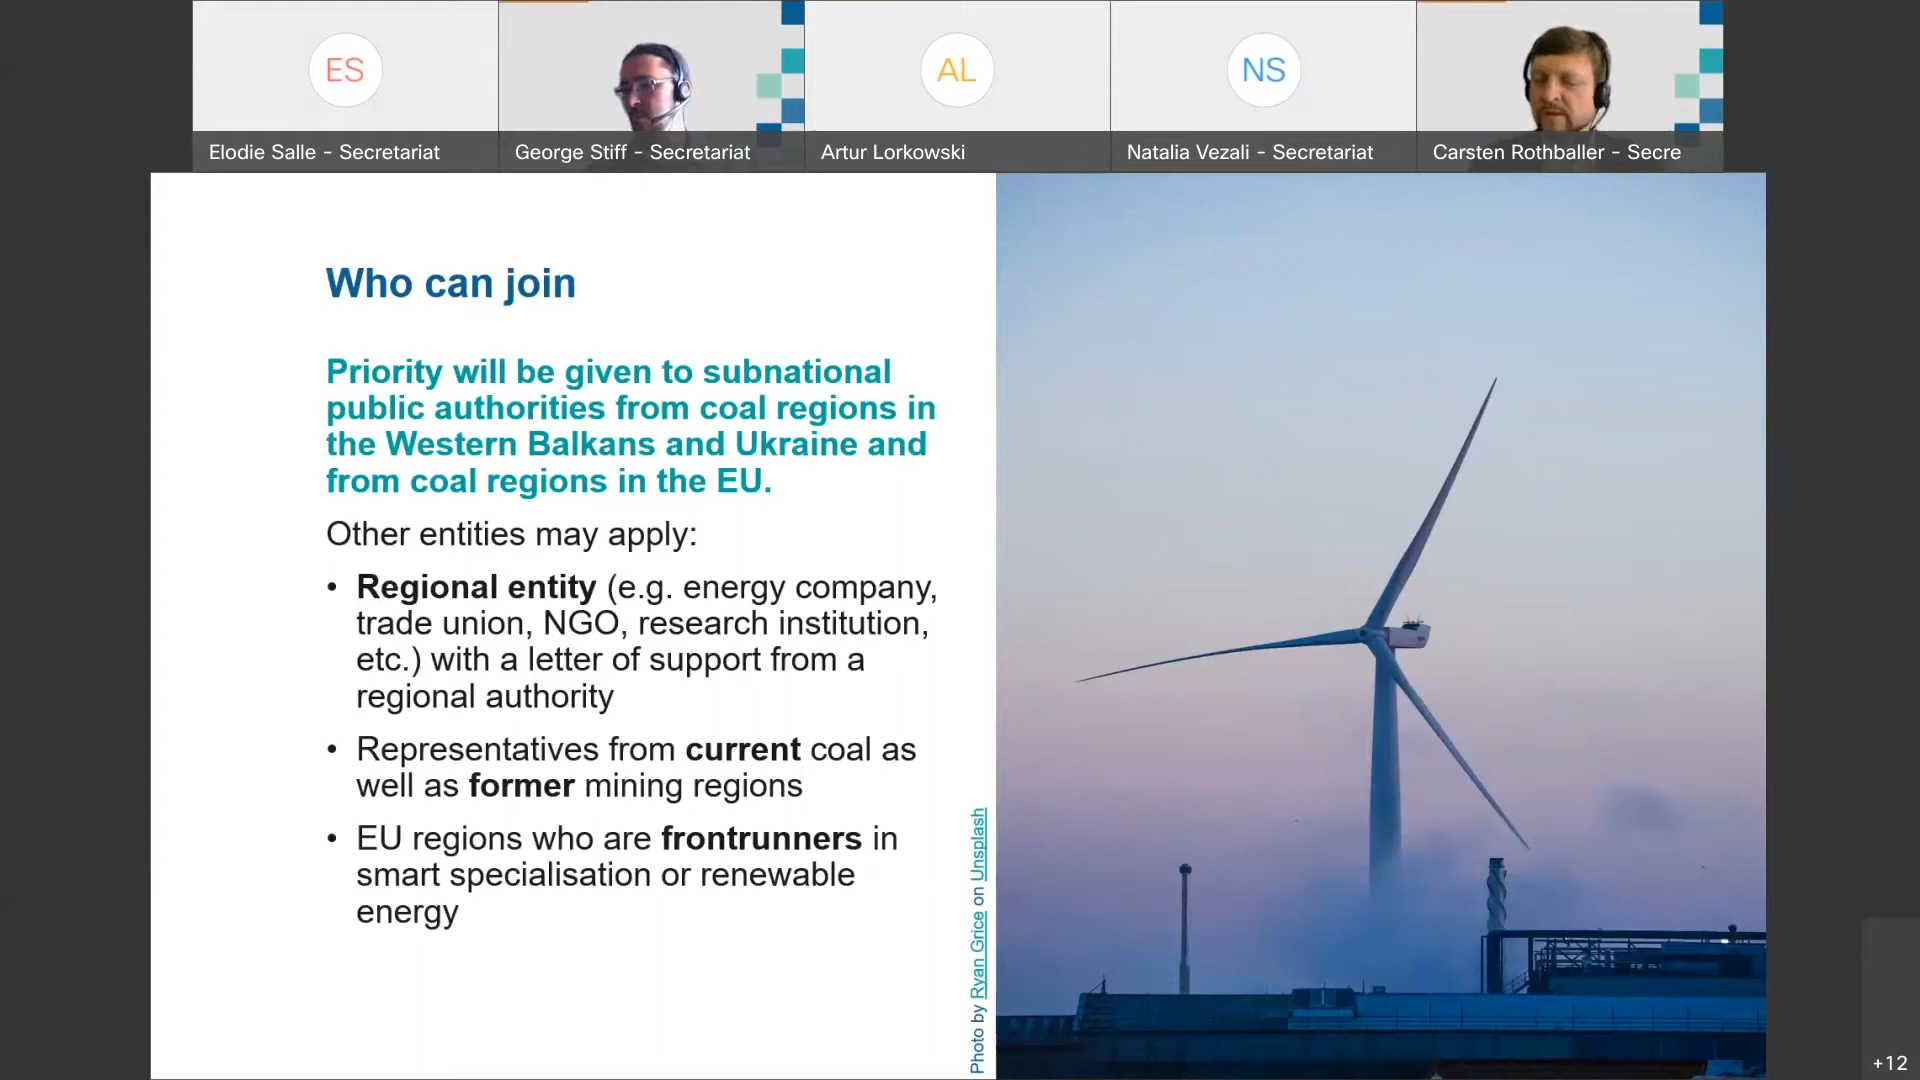 ES
AL
NS
Elodie Salle - Secretariat
George Stiff - Secretariat
Artur Lorkowski
Natalia Vezali - Secretariat
Carsten Rothballer - Secre
Who can join
Priority will be given to subnational
public authorities from coal regions in
the Western Balkans and Ukraine and
from coal regions in the EU.
Other entities may apply:
• Regional entity (e.g. energy company,
trade union, NGO, research institution,
etc.) with a letter of support from a
regional authority
• Representatives from current coal as
well as former mining regions
• EU regions who are frontrunners in
smart specialisation or renewable
energy
Photo by Ryan Grice on Unsplash
+12